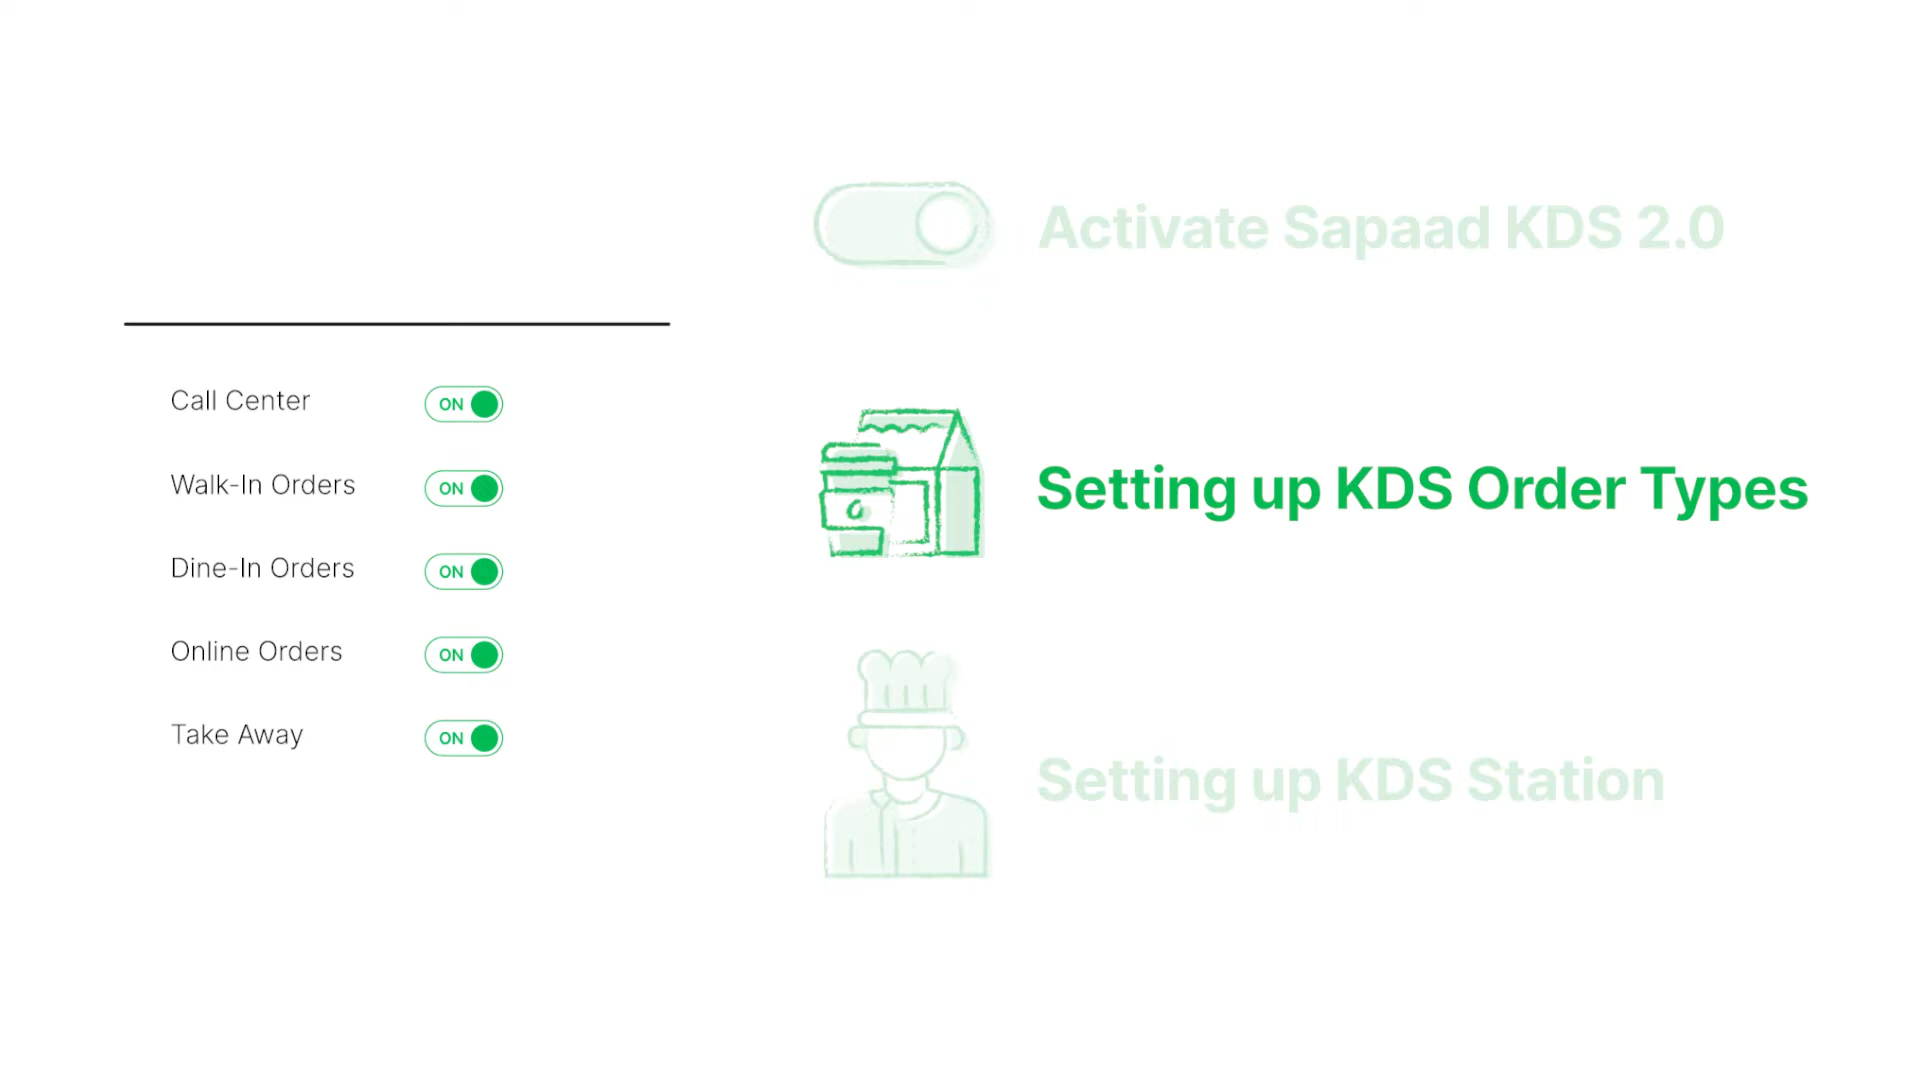 Call Center ON
Walk-In Orders ON
Dine-In Orders ON
Online Orders ON
Take Away ON
Activate Sapaad KDS 2.0
Setting up KDS Order Types
Setting up KDS Station